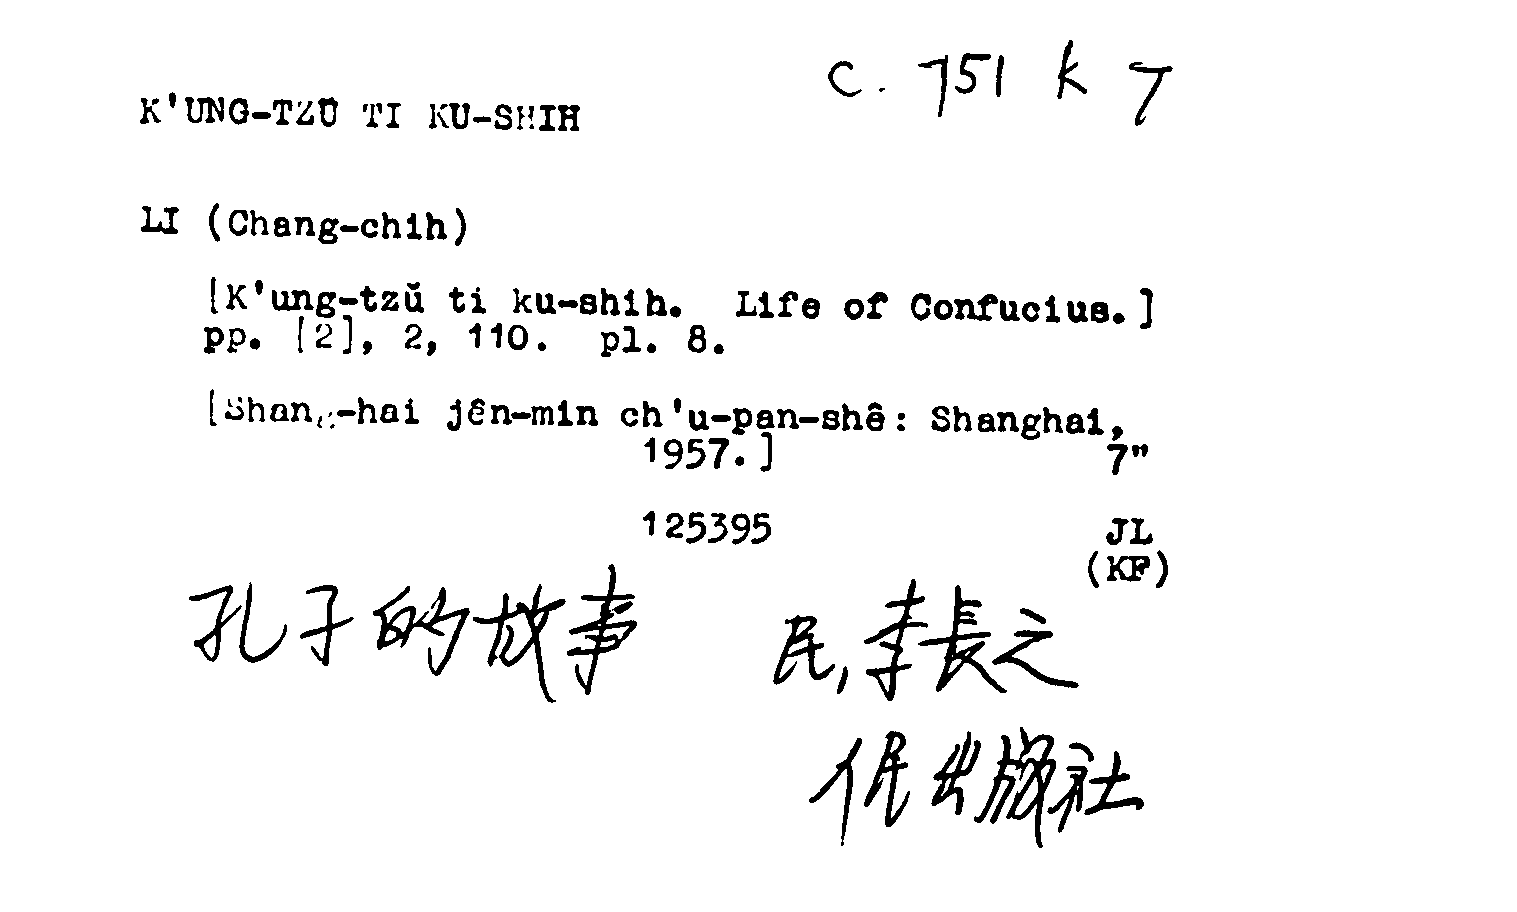 C. 751 k 7
K'UNG-TZŬ TI KU-SHIH
LI (Chang-chih)
[K'ung-tzŭ ti ku-shih. Life of Confucius.]
pp. [2], 2, 110. pl. 8.
[Shang-hai jên-min ch'u-pan-shê: Shanghai,
1957.] 7"
125395 JL
(KF)
孔子的故事 民,李長之
人民出版社